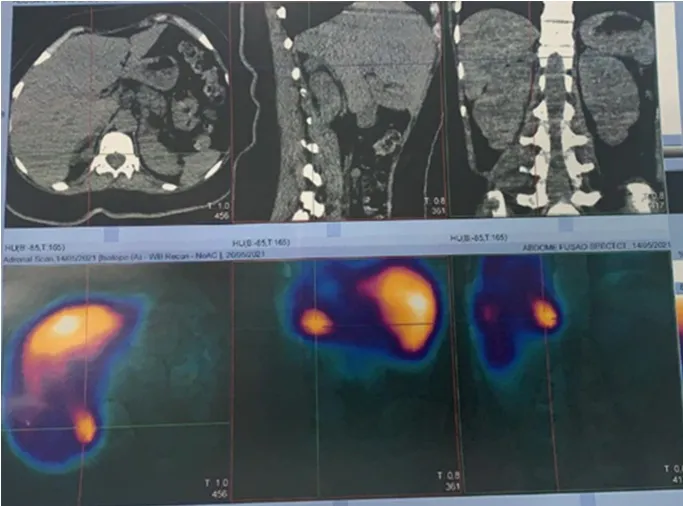 T: 1.0
456
T: 0.8
361
HU(B:-85,T:165)
HU(B:-85,T:165)
HU(B:-85,T:165)
Adrenal Scan,14/05/2021 [Isotope (A) - WB Recon - NoAC ], 20/05/2021
ABDOME FUSAO SPECTCT, 14/05/2021
T: 1.0
456
T: 0.8
361